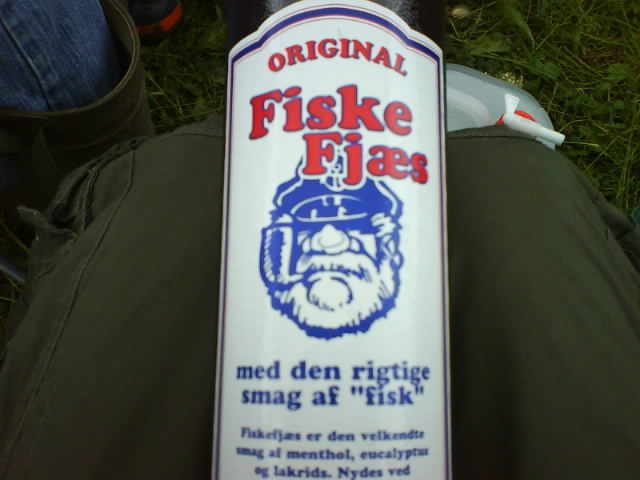 ORIGINAL
Fiske
Fjæs
med den rigtige
smag af "fisk"
Fiskefjæs er den velkendte
smag af menthol, eucalyptus
og lakrids. Nydes ved